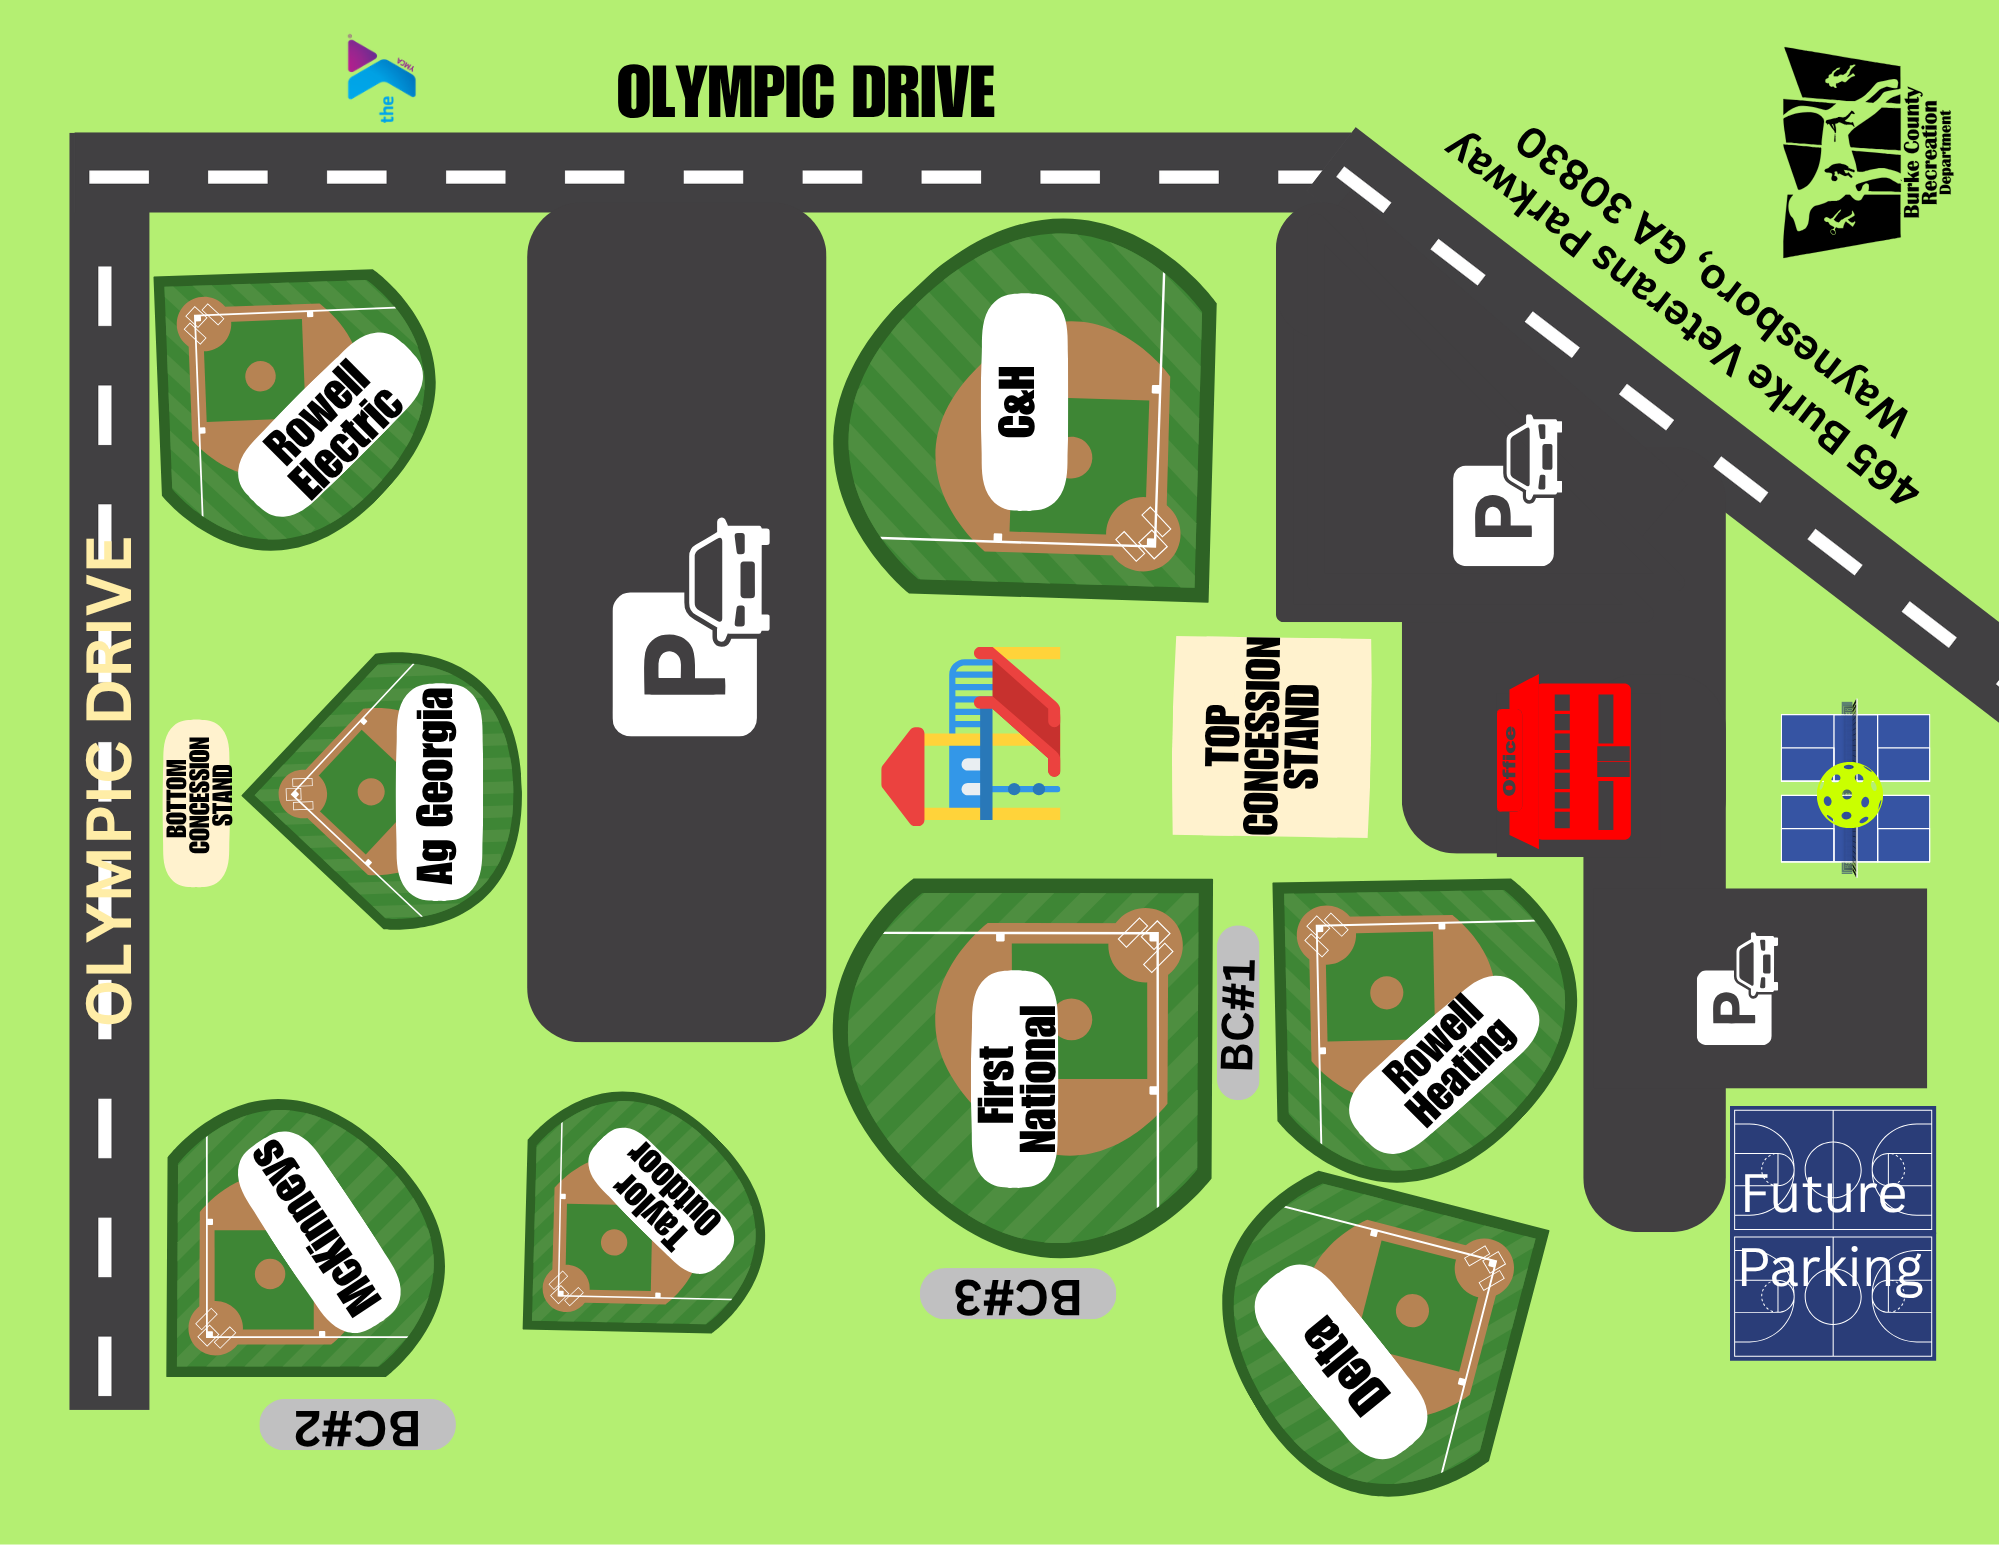 the
YMCA
OLYMPIC DRIVE
Burke County
Recreation
Department
465 Burke Veterans Parkway
Waynesboro, GA 30830
OLYMPIC DRIVE
Rowell
Electric
C&H
P
P
BOTTOM
CONCESSION
STAND
Ag Georgia
TOP
CONCESSION
STAND
Office
First
National
BC#1
Rowell
Heating
P
McKinneys
Taylor
Outdoor
BC#3
Delta
Future
Parking
BC#2